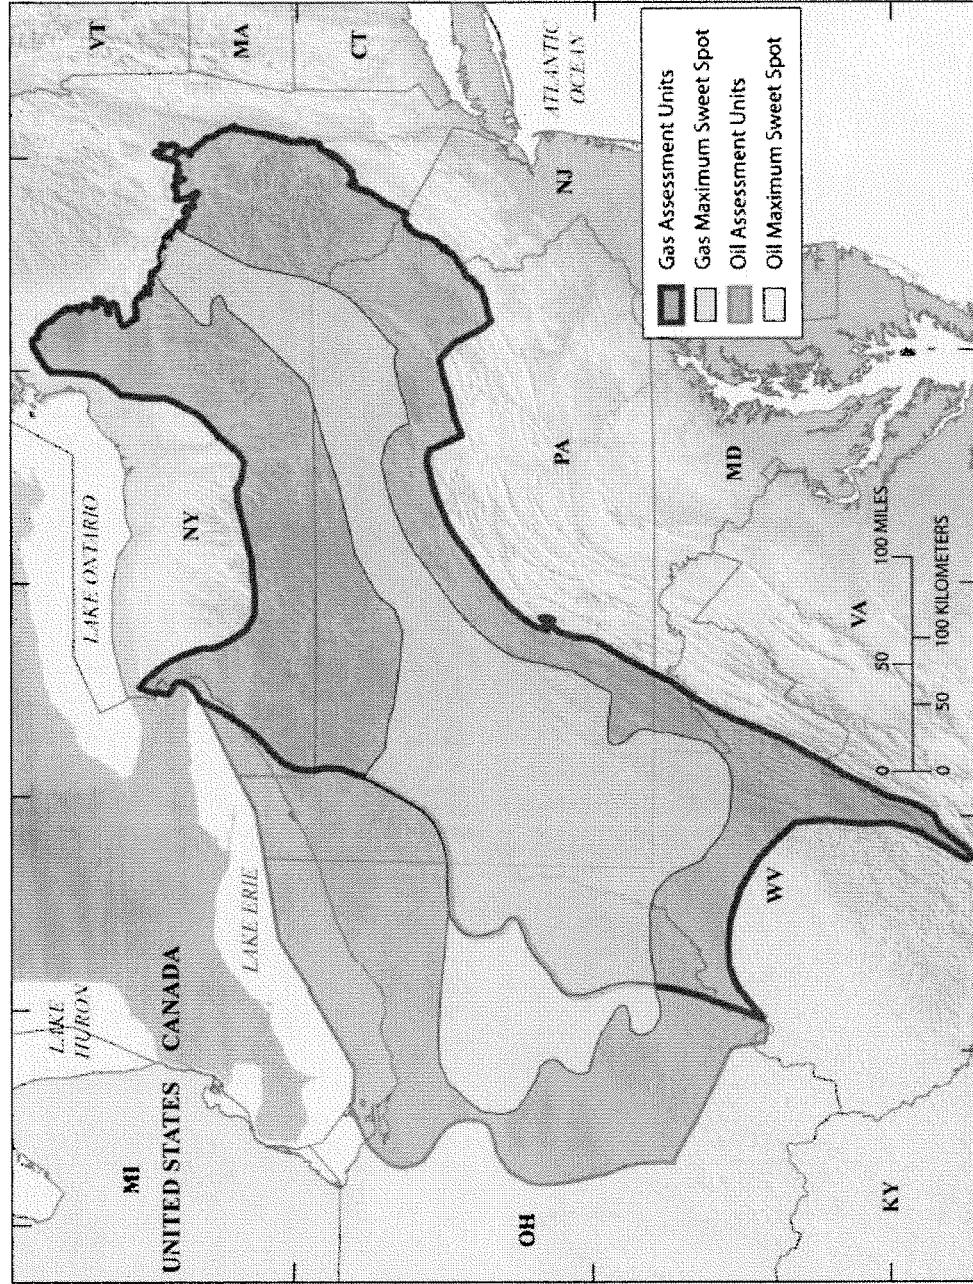 MI
LAKE
HURON
UNITED STATES CANADA
LAKE ERIE
LAKE ONTARIO
NY
VT
MA
CT
OH
PA
NJ
ATLANTIC
OCEAN
MD
WV
VA
KY
Gas Assessment Units
Gas Maximum Sweet Spot
Oil Assessment Units
Oil Maximum Sweet Spot
0 50 100 MILES
0 50 100 KILOMETERS